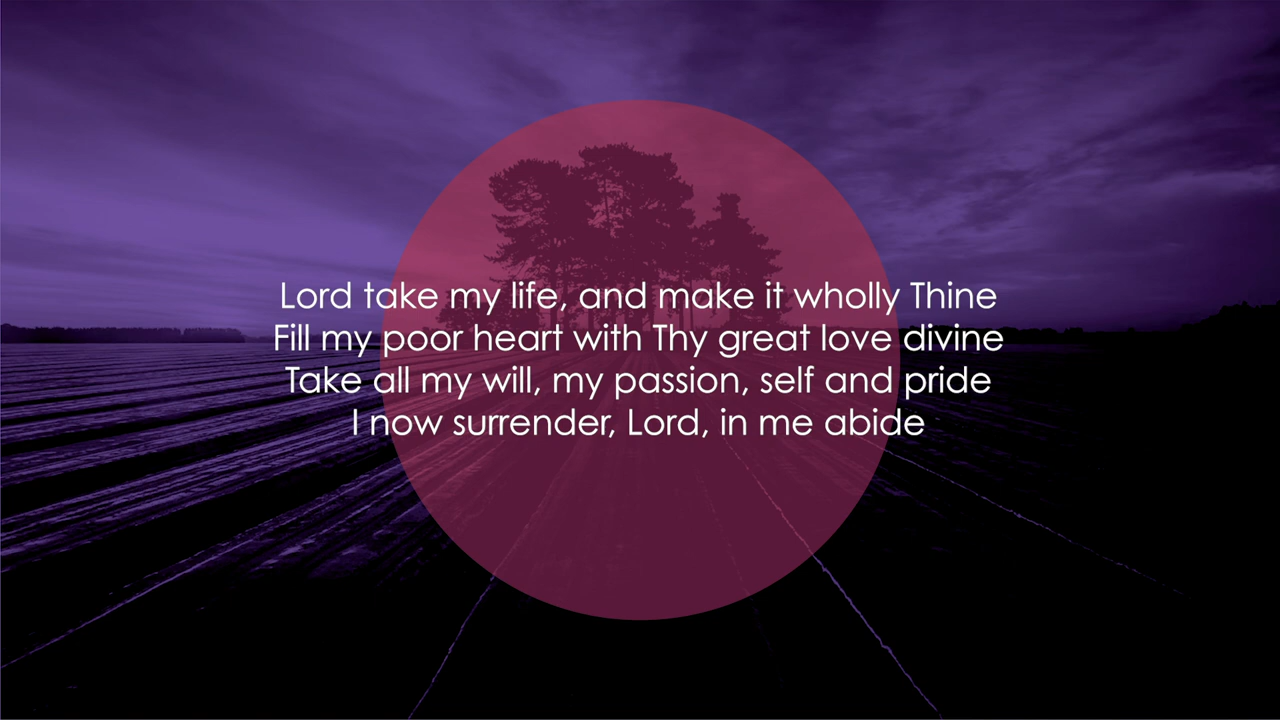 Lord take my life, and make it wholly Thine
Fill my poor heart with Thy great love divine
Take all my will, my passion, self and pride
I now surrender, Lord, in me abide